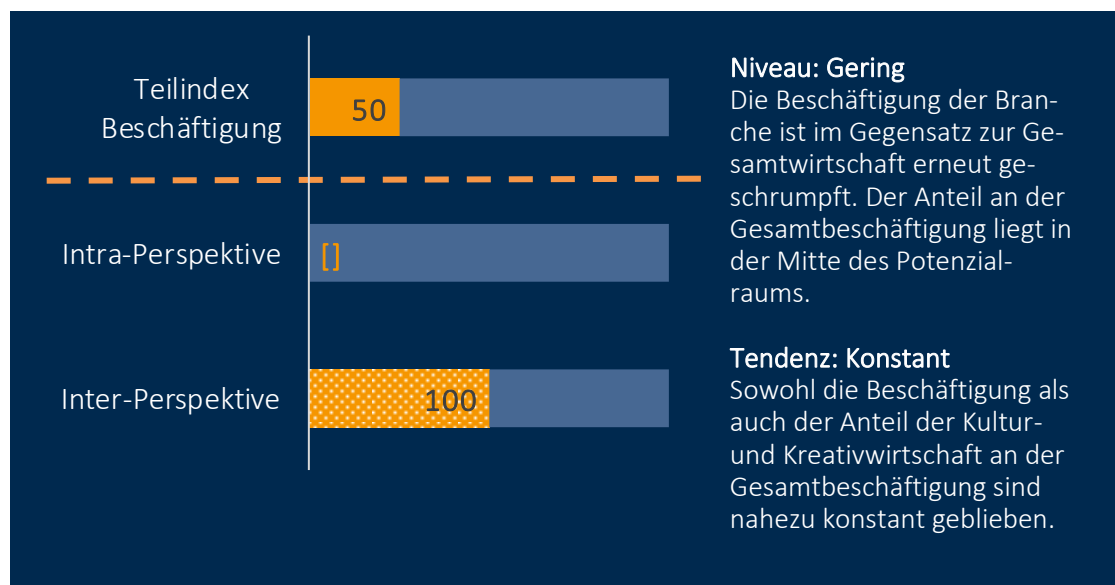 Teilindex
Beschäftigung
50
Intra-Perspektive
[]
Inter-Perspektive
100
Niveau: Gering
Die Beschäftigung der Bran-
che ist im Gegensatz zur Ge-
samtwirtschaft erneut ge-
schrumpft. Der Anteil an der
Gesamtbeschäftigung liegt in
der Mitte des Potenzial-
raums.
Tendenz: Konstant
Sowohl die Beschäftigung als
auch der Anteil der Kultur-
und Kreativwirtschaft an der
Gesamtbeschäftigung sind
nahezu konstant geblieben.